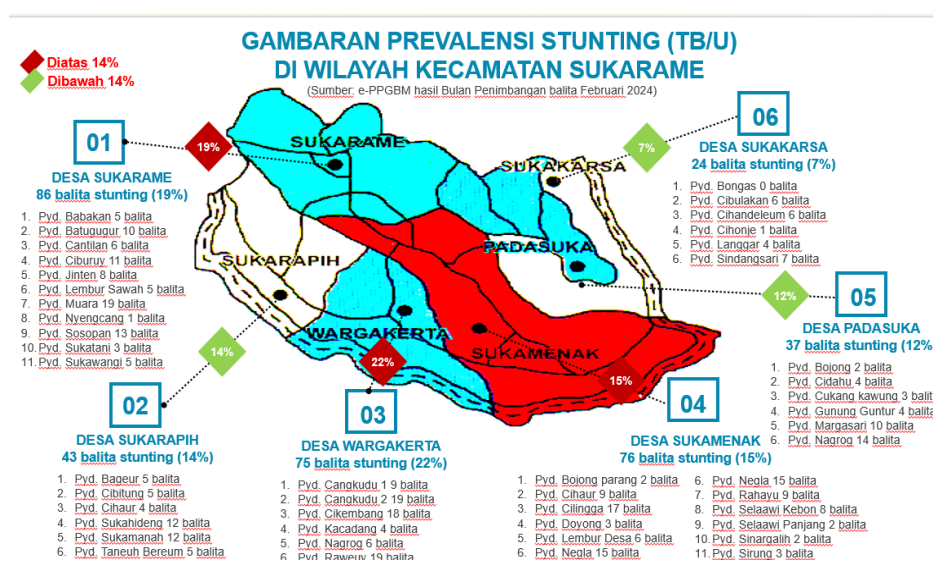 GAMBARAN PREVALENSI STUNTING (TB/U)
DI WILAYAH KECAMATAN SUKARAME
(Sumber: e-PPGBM hasil Bulan Penimbangan balita Februari 2024)
Diatas 14%
Dibawah 14%
01
DESA SUKARAME
86 balita stunting (19%)
1. Pyd. Babakan 5 balita
2. Pyd. Batugugur 10 balita
3. Pyd. Cantilan 6 balita
4. Pyd. Ciburuy 11 balita
5. Pyd. Jinten 8 balita
6. Pyd. Lembur Sawah 5 balita
7. Pyd. Muara 19 balita
8. Pyd. Nyengcang 1 balita
9. Pyd. Sosopan 13 balita
10. Pyd. Sukatani 3 balita
11. Pyd. Sukawangi 5 balita
19%
SUKARAME
SUKAKARSA
PADASUKA
SUKARAPIH
WARGAKERTA
SUKAMENAK
7%
12%
14%
22%
15%
06
DESA SUKAKARSA
24 balita stunting (7%)
1. Pyd. Bongas 0 balita
2. Pyd. Cibulakan 6 balita
3. Pyd. Cihandeleum 6 balita
4. Pyd. Cihonje 1 balita
5. Pyd. Langgar 4 balita
6. Pyd. Sindangsari 7 balita
05
DESA PADASUKA
37 balita stunting (12%
1. Pyd. Bojong 2 balita
2. Pyd. Cidahu 4 balita
3. Pyd. Cukang kawung 3 balit
4. Pyd. Gunung Guntur 4 balita
5. Pyd. Margasari 10 balita
6. Pyd. Nagrog 14 balita
02
DESA SUKARAPIH
43 balita stunting (14%)
1. Pyd. Bageur 5 balita
2. Pyd. Cibitung 5 balita
3. Pyd. Cihaur 4 balita
4. Pyd. Sukahideng 12 balita
5. Pyd. Sukamanah 12 balita
6. Pyd. Taneuh Bereum 5 balita
03
DESA WARGAKERTA
75 balita stunting (22%)
1. Pyd. Cangkudu 1 9 balita
2. Pyd. Cangkudu 2 19 balita
3. Pyd. Cikembang 18 balita
4. Pyd. Kacadang 4 balita
5. Pyd. Nagrog 6 balita
6. Pyd. Raweuy 19 balita
04
DESA SUKAMENAK
76 balita stunting (15%)
1. Pyd. Bojong parang 2 balita
2. Pyd. Cihaur 9 balita
3. Pyd. Cilingga 17 balita
4. Pyd. Doyong 3 balita
5. Pyd. Lembur Desa 6 balita
6. Pyd. Negla 15 balita
6. Pyd. Negla 15 balita
7. Pyd. Rahayu 9 balita
8. Pyd. Selaawi Kebon 8 balita
9. Pyd. Selaawi Panjang 2 balita
10. Pyd. Sinargalih 2 balita
11. Pyd. Sirung 3 balita